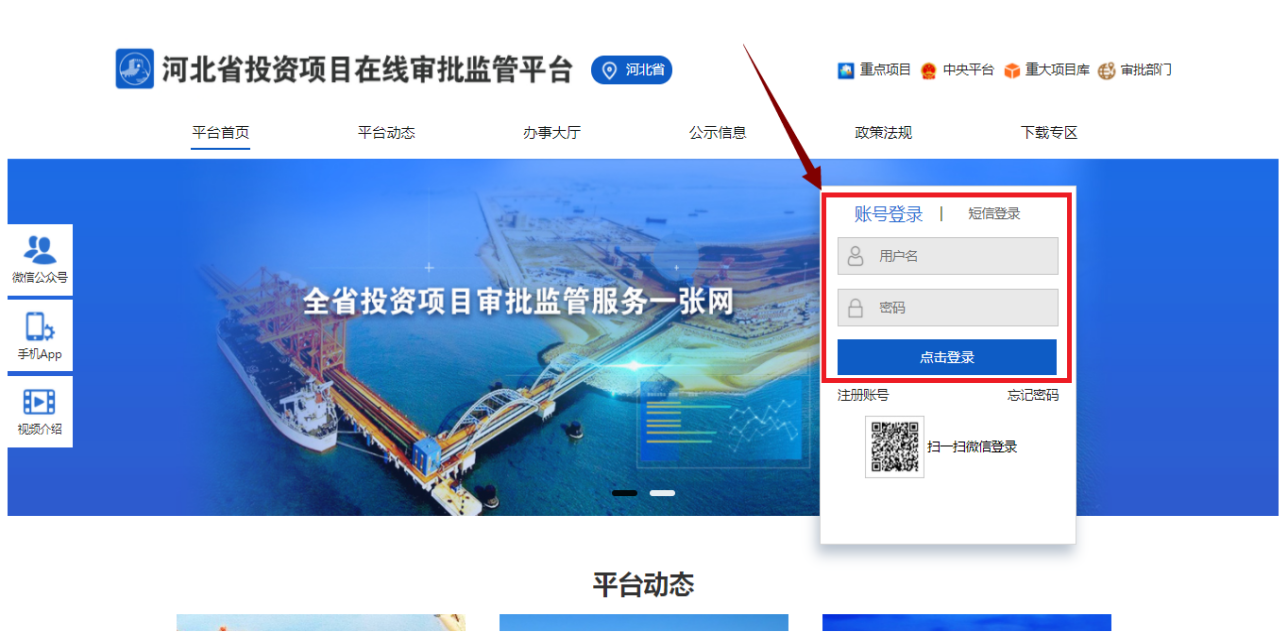 河北省投资项目在线审批监管平台 河北省
重点项目 中央平台 重大项目库 审批部门
平台首页 平台动态 办事大厅 公示信息 政策法规 下载专区
微信公众号
手机App
视频介绍
全省投资项目审批监管服务一张网
账号登录 | 短信登录
用户名
密码
点击登录
注册账号 忘记密码
扫一扫微信登录
平台动态